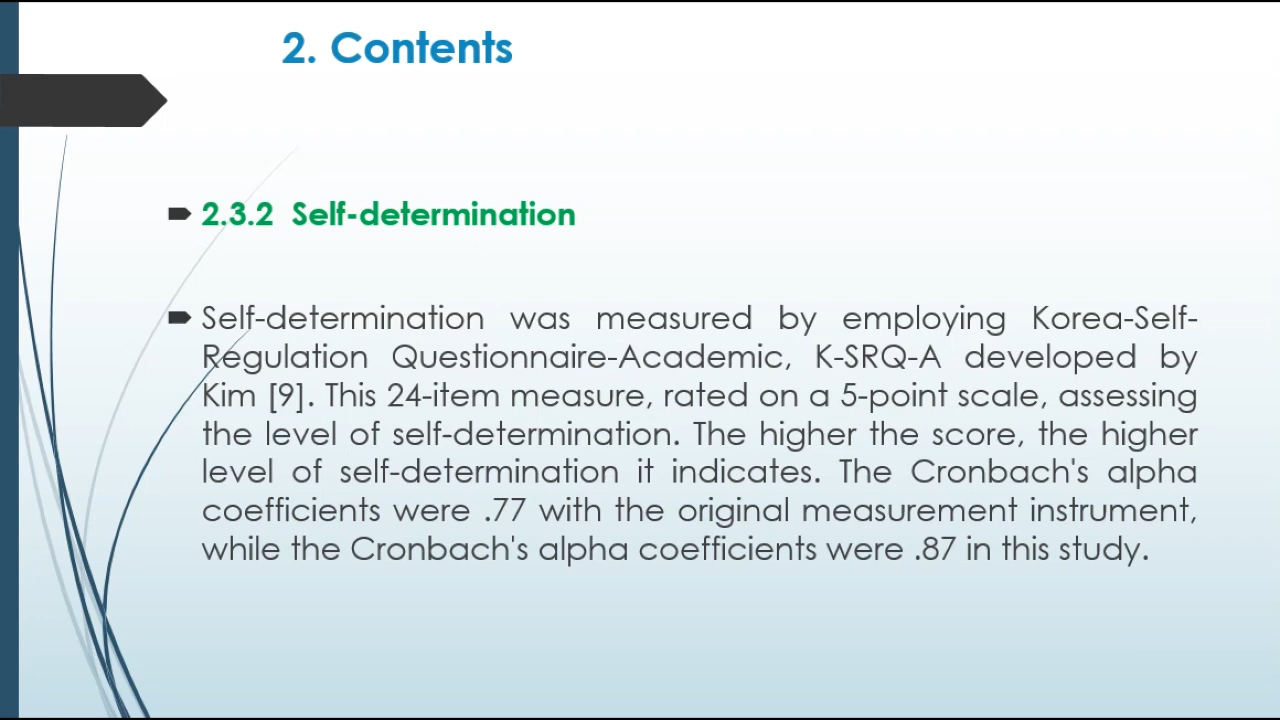 2. Contents
2.3.2 Self-determination
Self-determination was measured by employing Korea-Self-
Regulation Questionnaire-Academic, K-SRQ-A developed by
Kim [9]. This 24-item measure, rated on a 5-point scale, assessing
the level of self-determination. The higher the score, the higher
level of self-determination it indicates. The Cronbach's alpha
coefficients were .77 with the original measurement instrument,
while the Cronbach's alpha coefficients were .87 in this study.